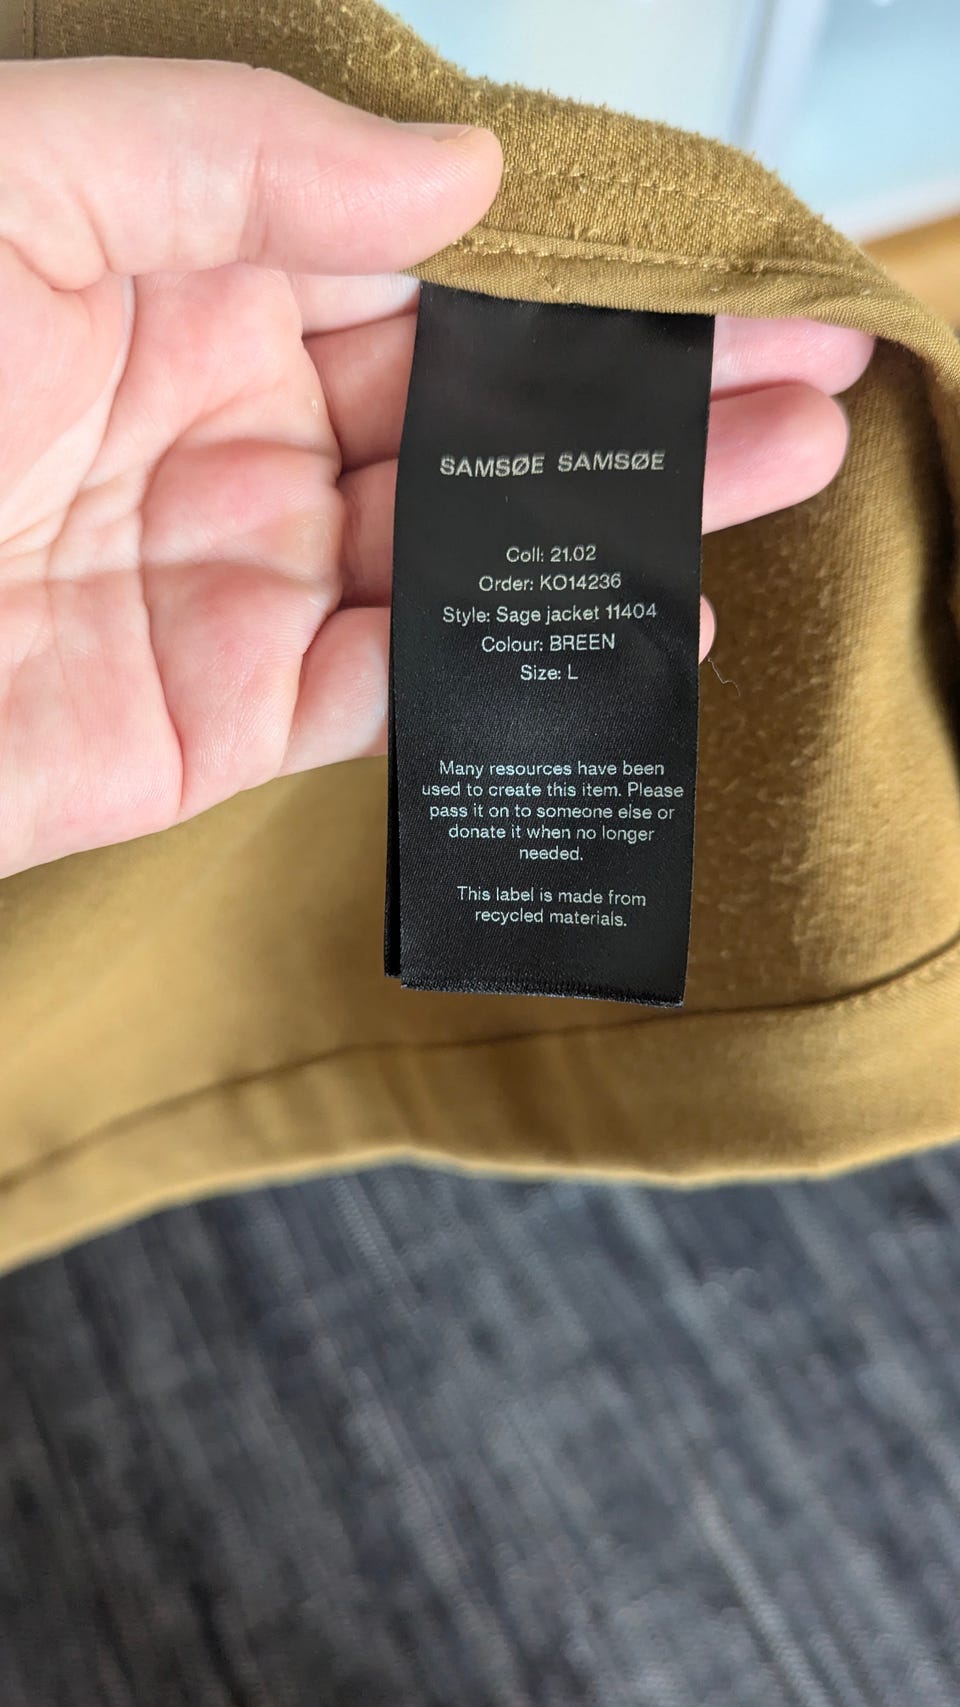 SAMSØE SAMSØE
Coll: 21.02
Order: KO14236
Style: Sage jacket 11404
Colour: BREEN
Size: L
Many resources have been
used to create this item. Please
pass it on to someone else or
donate it when no longer
needed.
This label is made from
recycled materials.